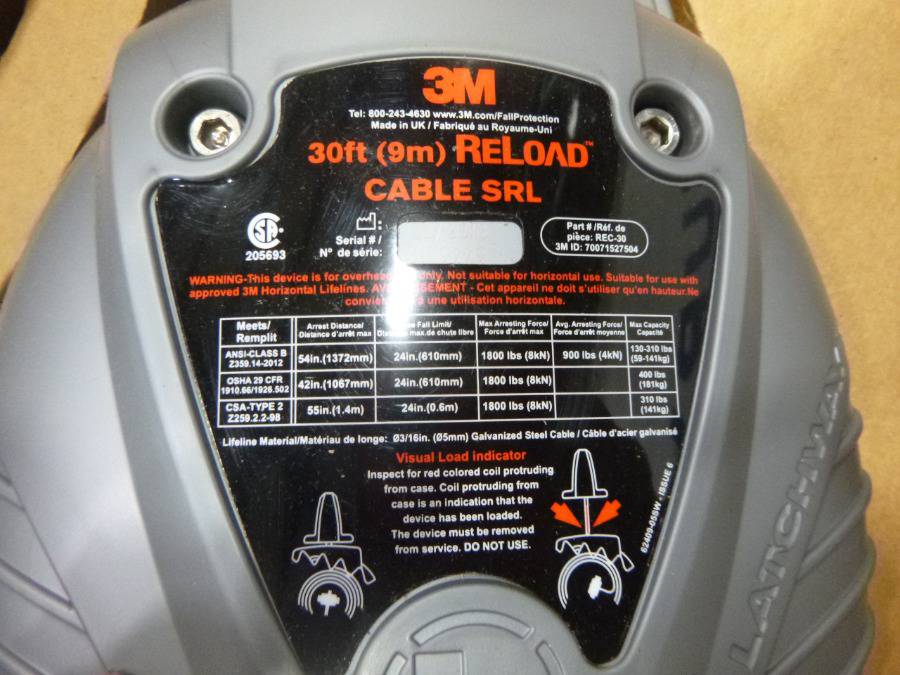 3M
Tel: 800-243-4630 www.3M.com/FallProtection
Made in UK / Fabriqué au Royaume-Uni
30ft (9m) RELOAD™
CABLE SRL
205693
Serial # /
N° de série:
Part # /Réf. de
pièce: REC-30
3M ID: 70071527504
WARNING-This device is for only. Not suitable for horizontal use. Suitable for use with
approved 3M Horizontal Lifelines. - Cet appareil ne doit s'utiliser qu'en hauteur.Ne
à une utilisation horizontale.
Meets/ Remplit Arrest Distance/ Distance d'arrêt max Fall Limit/ max.de chute libre Max Arresting Force/ Force d'arrêt max Avg. Arresting Force/ Force d'arrêt moyenne Max Capacity Capacité
ANSI-CLASS B Z359.14-2012 54in.(1372mm) 24in.(610mm) 1800 lbs (8kN) 900 lbs (4kN) 130-310 lbs (59-141kg)
OSHA 29 CFR 1910.66/1926.502 42in.(1067mm) 24in.(610mm) 1800 lbs (8kN) 400 lbs (181kg)
CSA-TYPE 2 Z259.2.2-98 55in.(1.4m) 24in.(0.6m) 1800 lbs (8kN) 310 lbs (141kg)
Lifeline Material/Matériau de longe: Ø3/16in. (Ø5mm) Galvanized Steel Cable / Câble d'acier galvanisé
Visual Load indicator
Inspect for red colored coil protruding
from case. Coil protruding from
case is an indication that the
device has been loaded.
The device must be removed
from service. DO NOT USE.
62409-05SW - ISSUE 6
LATCHWAY